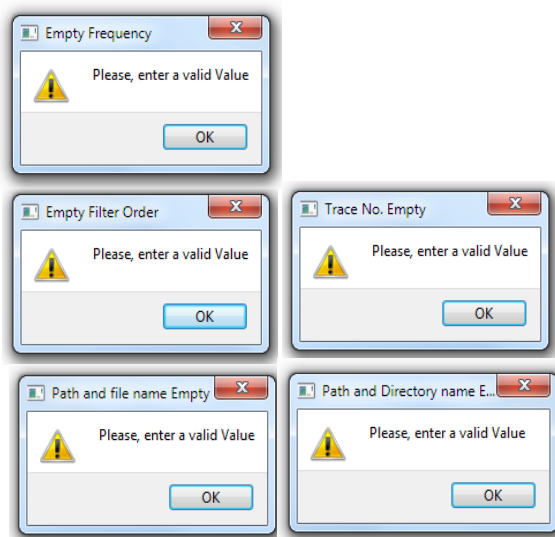 Empty Frequency
Please, enter a valid Value
OK
Empty Filter Order
Please, enter a valid Value
OK
Trace No. Empty
Please, enter a valid Value
OK
Path and file name Empty
Please, enter a valid Value
OK
Path and Directory name E...
Please, enter a valid Value
OK